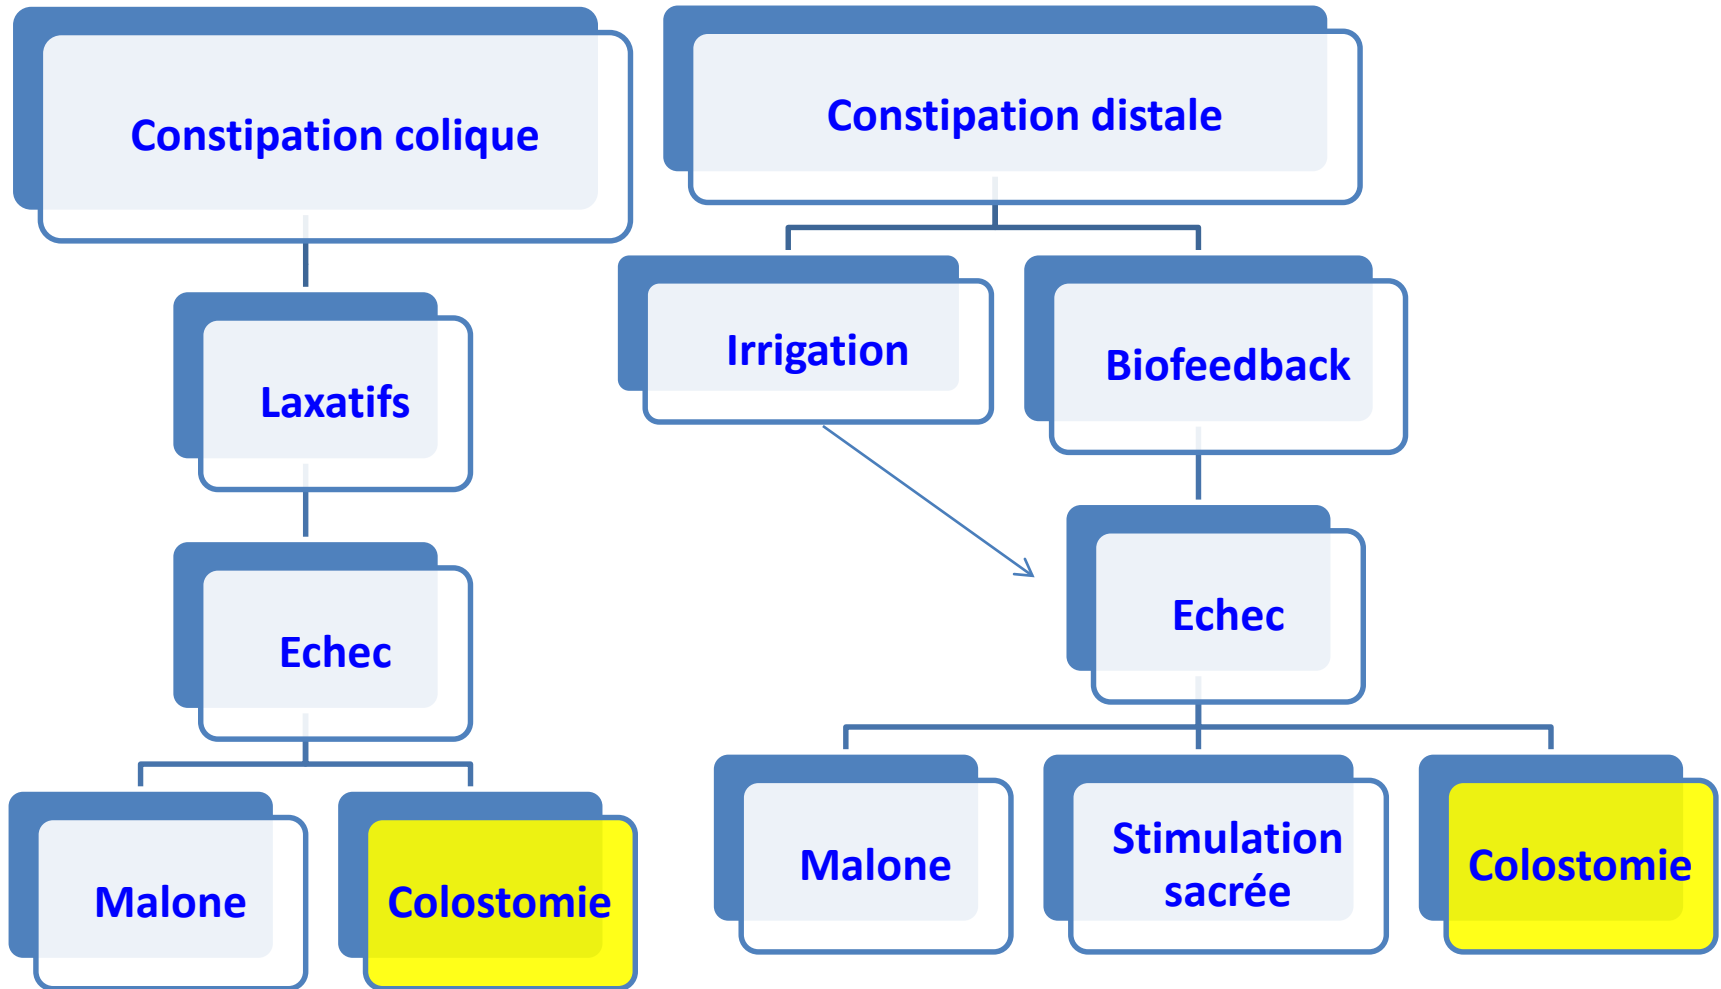 Constipation colique
Constipation distale
Laxatifs
Irrigation
Biofeedback
Echec
Echec
Malone
Colostomie
Malone
Stimulation
sacrée
Colostomie